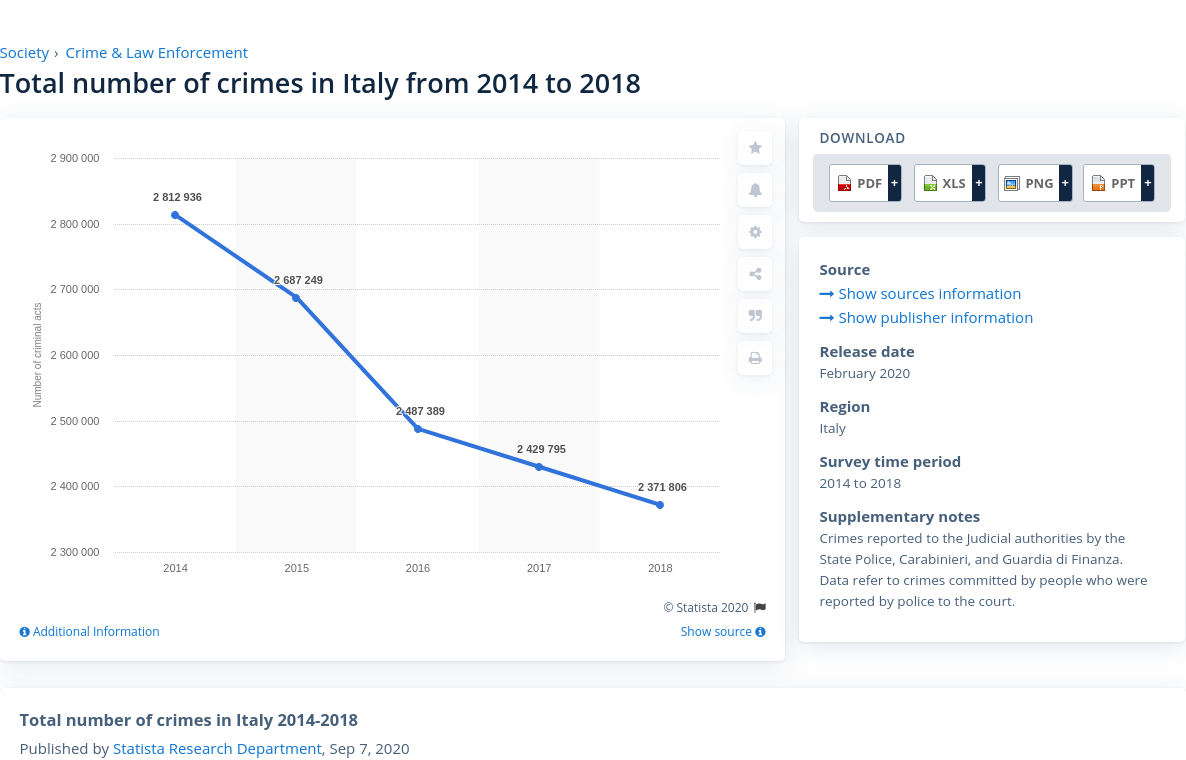 Society › Crime & Law Enforcement
Total number of crimes in Italy from 2014 to 2018
2 900 000
2 800 000
2 700 000
2 600 000
2 500 000
2 400 000
2 300 000
Number of criminal acts
2 812 936
2 687 249
2 487 389
2 429 795
2 371 806
2014 2015 2016 2017 2018
© Statista 2020
Additional Information
Show source
DOWNLOAD
PDF + XLS + PNG + PPT +
Source
Show sources information
Show publisher information
Release date
February 2020
Region
Italy
Survey time period
2014 to 2018
Supplementary notes
Crimes reported to the Judicial authorities by the
State Police, Carabinieri, and Guardia di Finanza.
Data refer to crimes committed by people who were
reported by police to the court.
Total number of crimes in Italy 2014-2018
Published by Statista Research Department, Sep 7, 2020